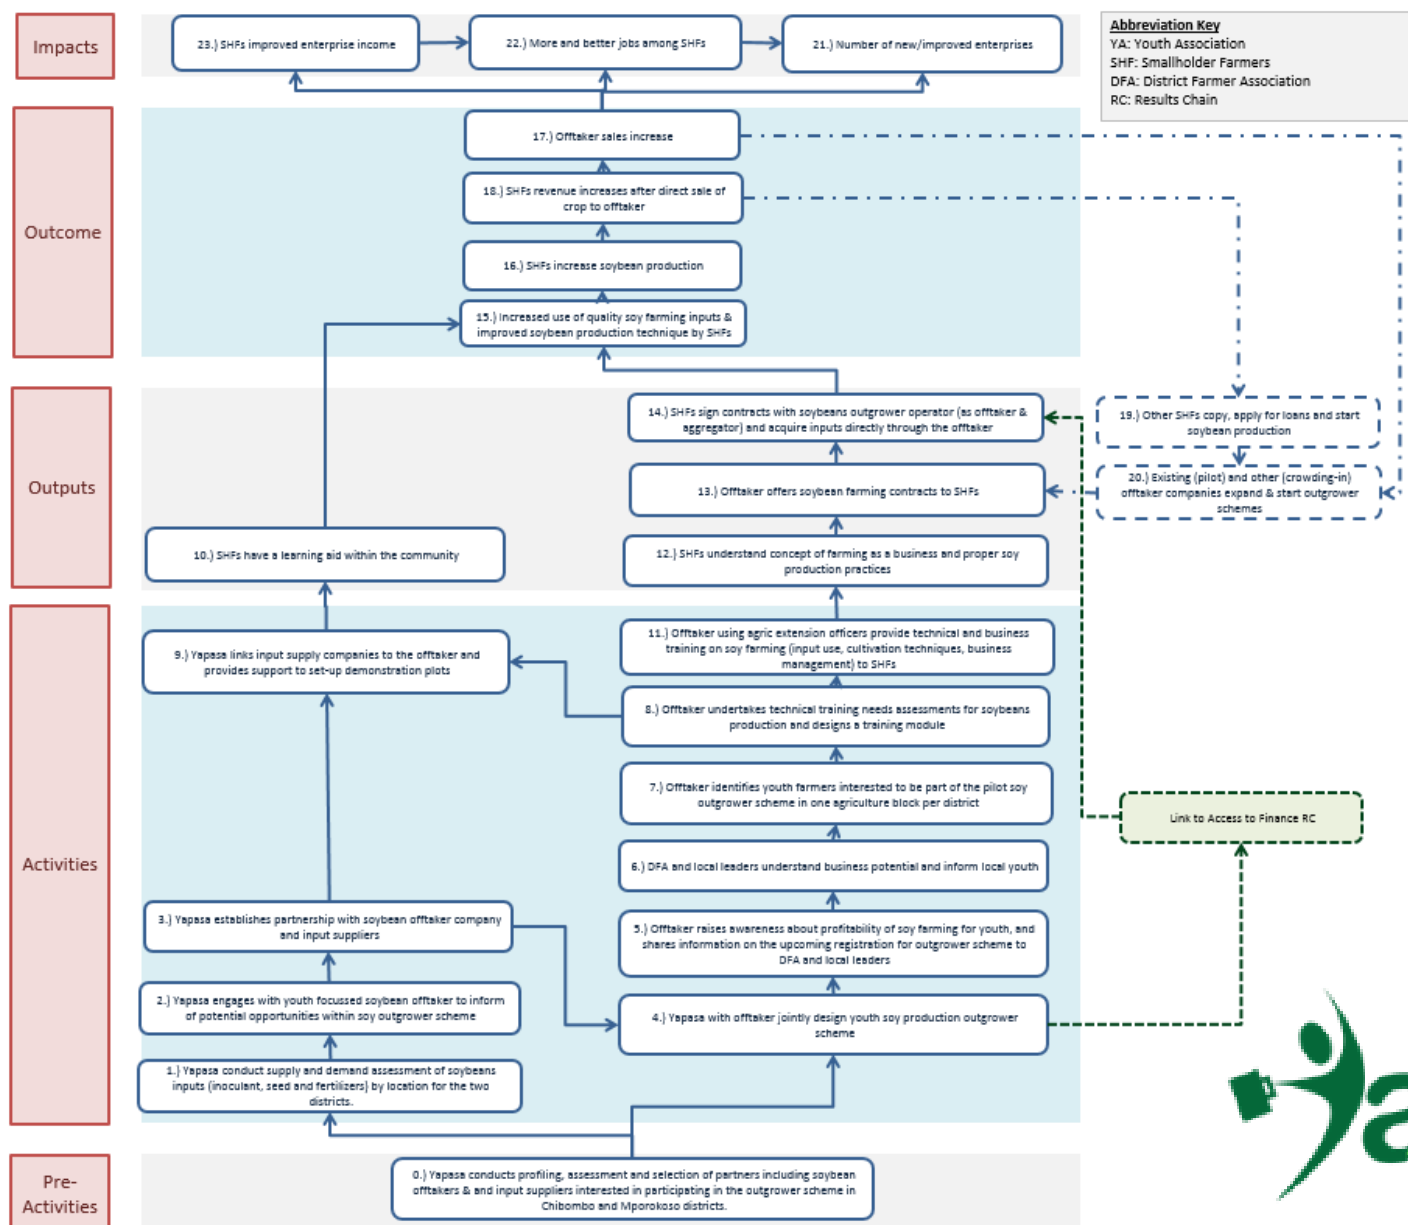 Impacts
23.) SHFs improved enterprise income
22.) More and better jobs among SHFs
21.) Number of new/improved enterprises
Abbreviation Key
YA: Youth Association
SHF: Smallholder Farmers
DFA: District Farmer Association
RC: Results Chain
Outcome
17.) Offtaker sales increase
18.) SHFs revenue increases after direct sale of
crop to offtaker
16.) SHFs increase soybean production
15.) Increased use of quality soy farming inputs &
improved soybean production technique by SHFs
Outputs
14.) SHFs sign contracts with soybeans outgrower operator (as offtaker &
aggregator) and acquire inputs directly through the offtaker
19.) Other SHFs copy, apply for loans and start
soybean production
13.) Offtaker offers soybean farming contracts to SHFs
20.) Existing (pilot) and other (crowding-in)
offtaker companies expand & start outgrower
schemes
10.) SHFs have a learning aid within the community
12.) SHFs understand concept of farming as a business and proper soy
production practices
Activities
9.) Yapasa links input supply companies to the offtaker and
provides support to set-up demonstration plots
11.) Offtaker using agric extension officers provide technical and business
training on soy farming (input use, cultivation techniques, business
management) to SHFs
8.) Offtaker undertakes technical training needs assessments for soybeans
production and designs a training module
7.) Offtaker identifies youth farmers interested to be part of the pilot soy
outgrower scheme in one agriculture block per district
Link to Access to Finance RC
6.) DFA and local leaders understand business potential and inform local youth
3.) Yapasa establishes partnership with soybean offtaker company
and input suppliers
5.) Offtaker raises awareness about profitability of soy farming for youth, and
shares information on the upcoming registration for outgrower scheme to
DFA and local leaders
2.) Yapasa engages with youth focussed soybean offtaker to inform
of potential opportunities within soy outgrower scheme
4.) Yapasa with offtaker jointly design youth soy production outgrower
scheme
1.) Yapasa conduct supply and demand assessment of soybeans
inputs (inoculant, seed and fertilizers) by location for the two
districts.
Pre-
Activities
0.) Yapasa conducts profiling, assessment and selection of partners including soybean
offtakers & and input suppliers interested in participating in the outgrower scheme in
Chibombo and Mporokoso districts.